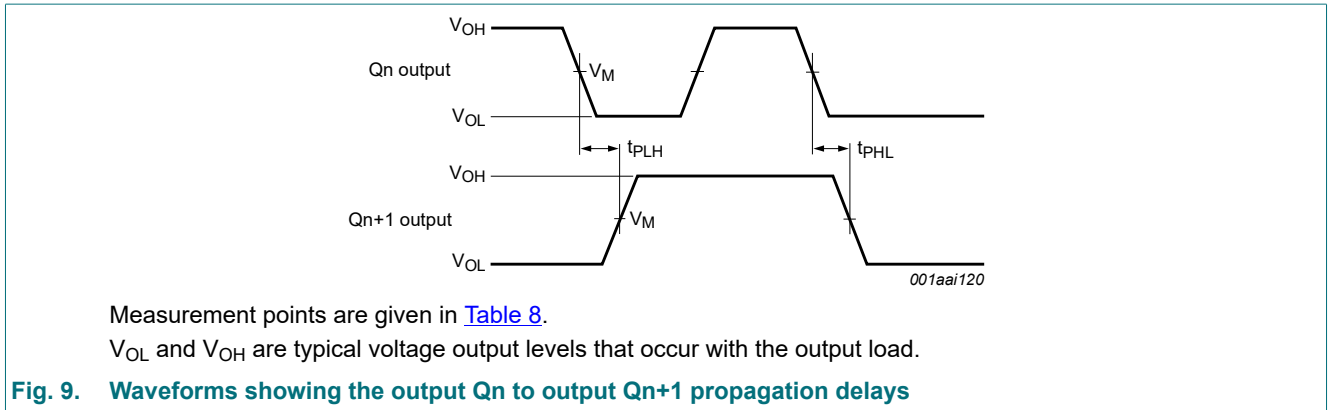 VOH
Qn output
VM
VOL
tPLH
tPHL
VOH
Qn+1 output
VM
VOL
001aai120
Measurement points are given in Table 8.
VOL and VOH are typical voltage output levels that occur with the output load.
Fig. 9. Waveforms showing the output Qn to output Qn+1 propagation delays